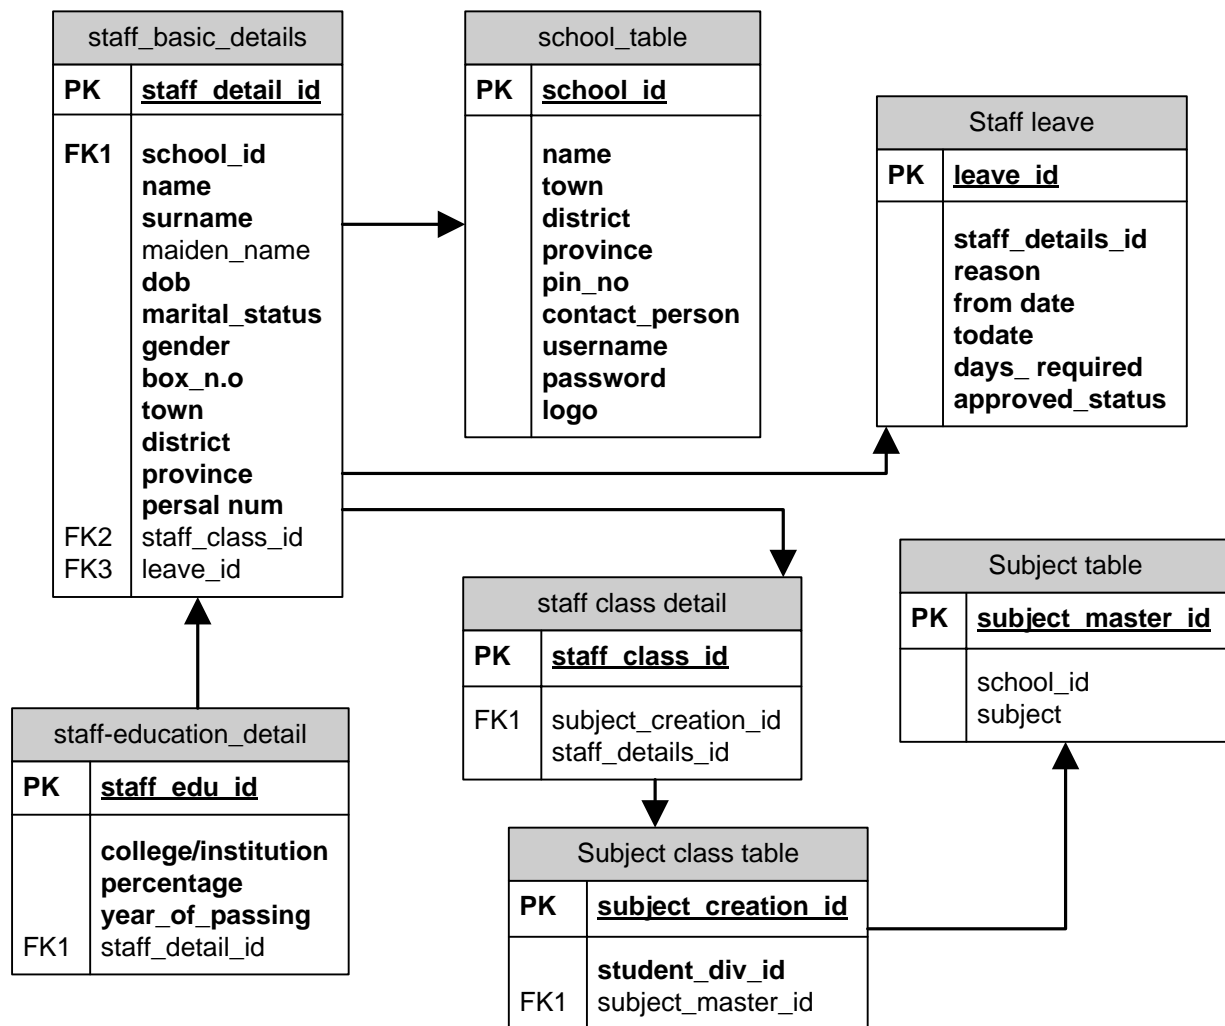 staff_basic_details
PK staff_detail_id
FK1 school_id
name
surname
maiden_name
dob
marital_status
gender
box_n.o
town
district
province
persal num
FK2 staff_class_id
FK3 leave_id
school_table
PK school_id
name
town
district
province
pin_no
contact_person
username
password
logo
Staff leave
PK leave_id
staff_details_id
reason
from date
todate
days_ required
approved_status
staff class detail
PK staff_class_id
FK1 subject_creation_id
staff_details_id
Subject table
PK subject_master_id
school_id
subject
staff-education_detail
PK staff_edu_id
college/institution
percentage
year_of_passing
FK1 staff_detail_id
Subject class table
PK subject_creation_id
student_div_id
FK1 subject_master_id